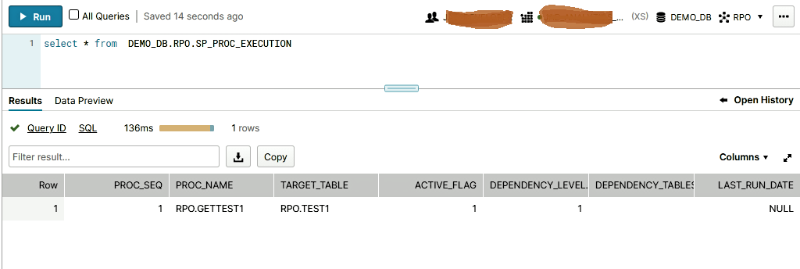 Run All Queries Saved 14 seconds ago ... (XS) DEMO_DB RPO ...
1 select * from DEMO_DB.RPO.SP_PROC_EXECUTION
Results Data Preview Open History
Query ID SQL 136ms 1 rows
Filter result... Copy Columns
Row PROC_SEQ PROC_NAME TARGET_TABLE ACTIVE_FLAG DEPENDENCY_LEVEL. DEPENDENCY_TABLES LAST_RUN_DATE
1 1 RPO.GETTEST1 RPO.TEST1 1 1 NULL